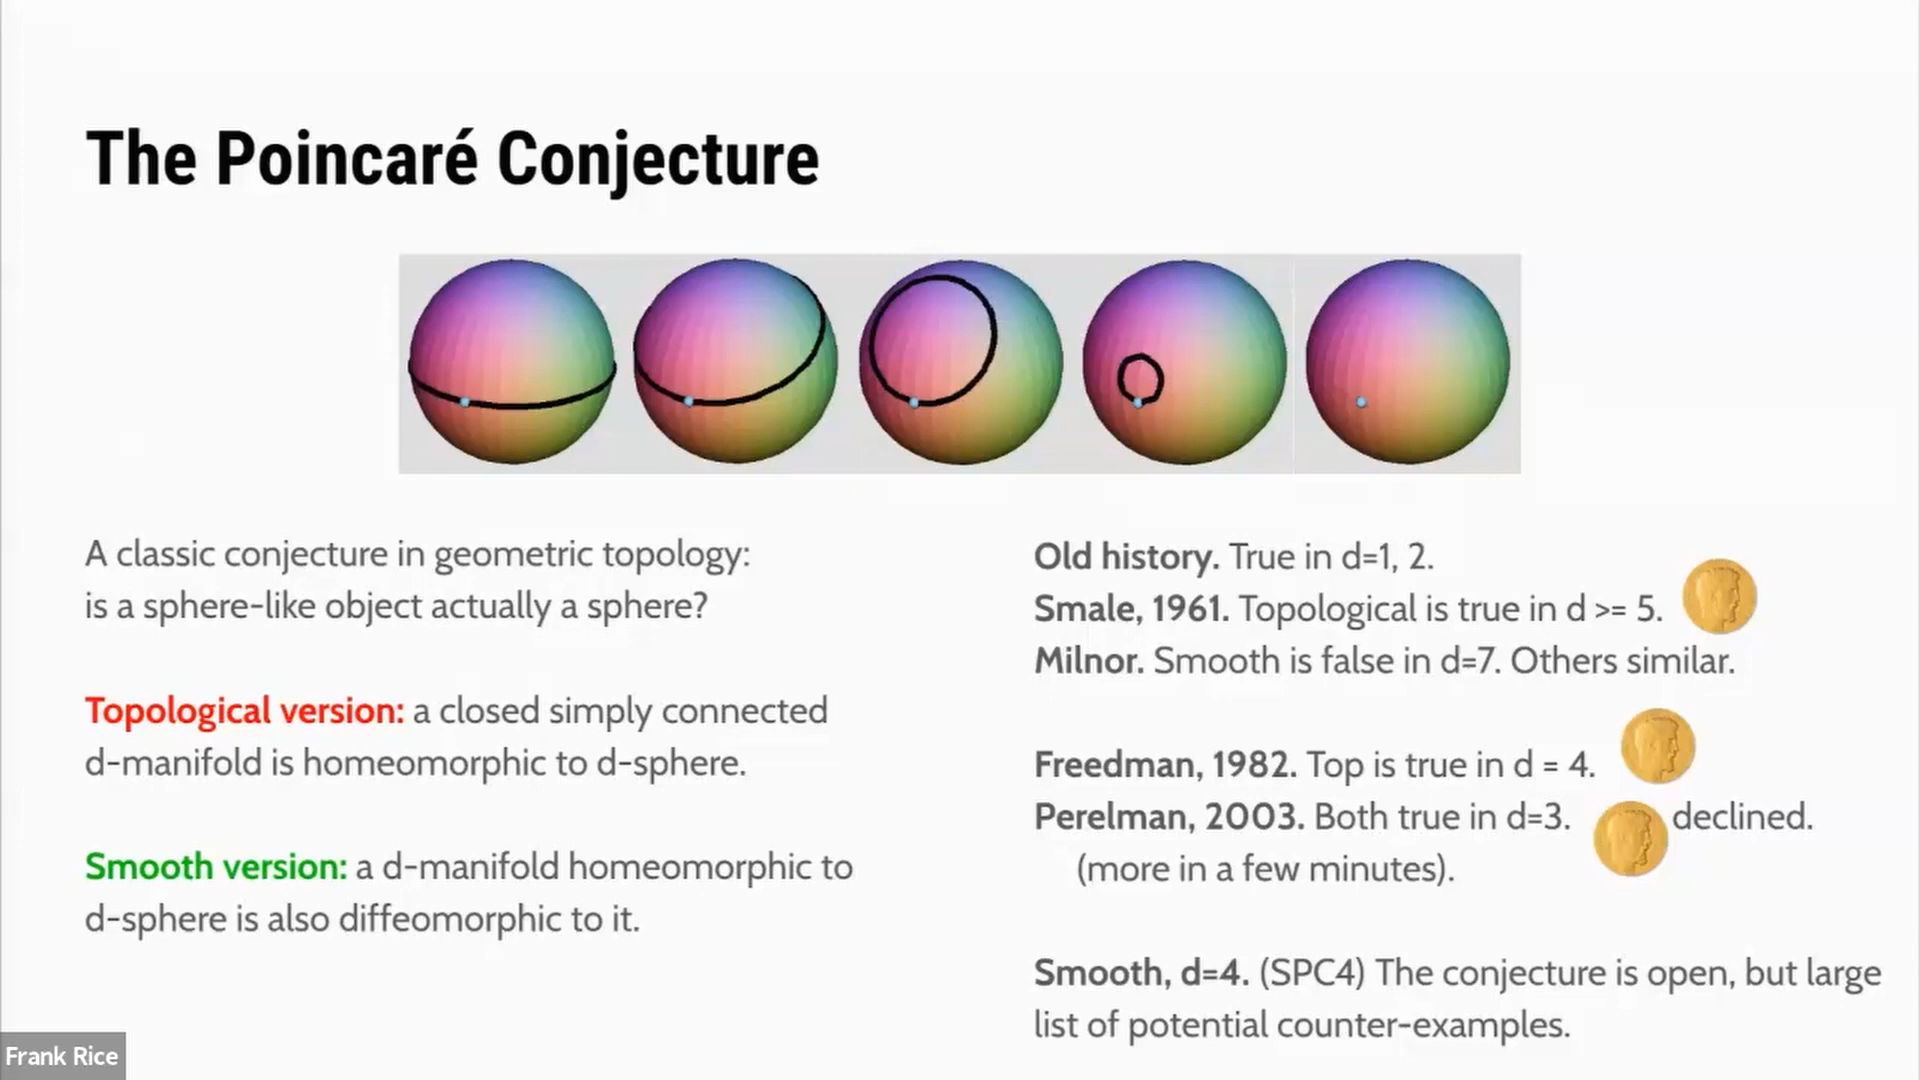 The Poincaré Conjecture
A classic conjecture in geometric topology:
is a sphere-like object actually a sphere?
Topological version: a closed simply connected
d-manifold is homeomorphic to d-sphere.
Smooth version: a d-manifold homeomorphic to
d-sphere is also diffeomorphic to it.
Old history. True in d=1, 2.
Smale, 1961. Topological is true in d >= 5.
Milnor. Smooth is false in d=7. Others similar.
Freedman, 1982. Top is true in d = 4.
Perelman, 2003. Both true in d=3. declined.
(more in a few minutes).
Smooth, d=4. (SPC4) The conjecture is open, but large
list of potential counter-examples.
Frank Rice